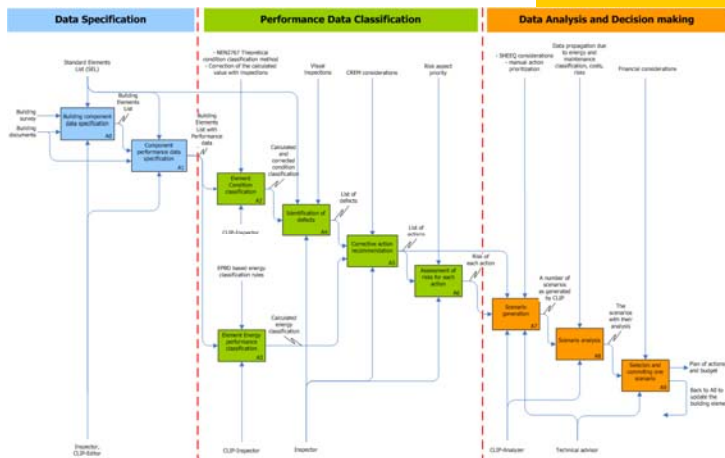 Data Specification
Performance Data Classification
Data Analysis and Decision making
Standard Elements
List (SEL)
- NEN2767 Theoretical
condition classification method
- Correction of the calculated
value with inspections
Visual
Inspections
CREM considerations
Risk aspect
priority
- SHEEQ considerations
- manual action
prioritization
Data propagation due
to energy and
maintenance
classification, costs,
risks
Financial considerations
Building
survey
Building
documents
Building component
data specification
A0
Building
Elements
List
Component
performance data
specification
A1
Building
Elements
List with
Performance
data
Element
Condition
classification
A2
Calculated
and
corrected
condition
classification
CLIP-Inspector
Identification of
defects
A4
List of
defects
Corrective action
recommendation
A5
List of
actions
Assessment of
risks for each
action
A6
Risk of
each action
EPBD based energy
classification rules
Element Energy
performance
classification
A3
Calculated
energy
classification
Scenario
generation
A7
A number of
scenarios
as generated
by CLIP
Scenario analysis
A8
The
scenarios
with their
analysis
Selection and
committing one
scenario
A9
Plan of actions
and budget
Back to A0 to
update the
building eleme
Inspector,
CLIP-Editor
CLIP-Inspector
Inspector
CLIP-Analyzer
Technical advisor